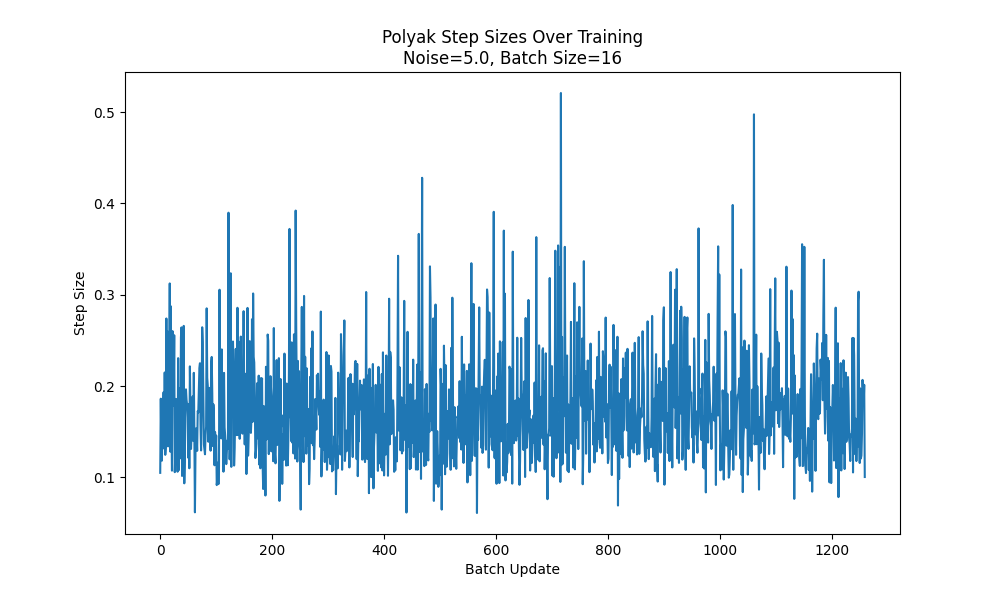 Polyak Step Sizes Over Training
Noise=5.0, Batch Size=16
0.5
0.4
0.3
0.2
0.1
Step Size
0 200 400 600 800 1000 1200
Batch Update